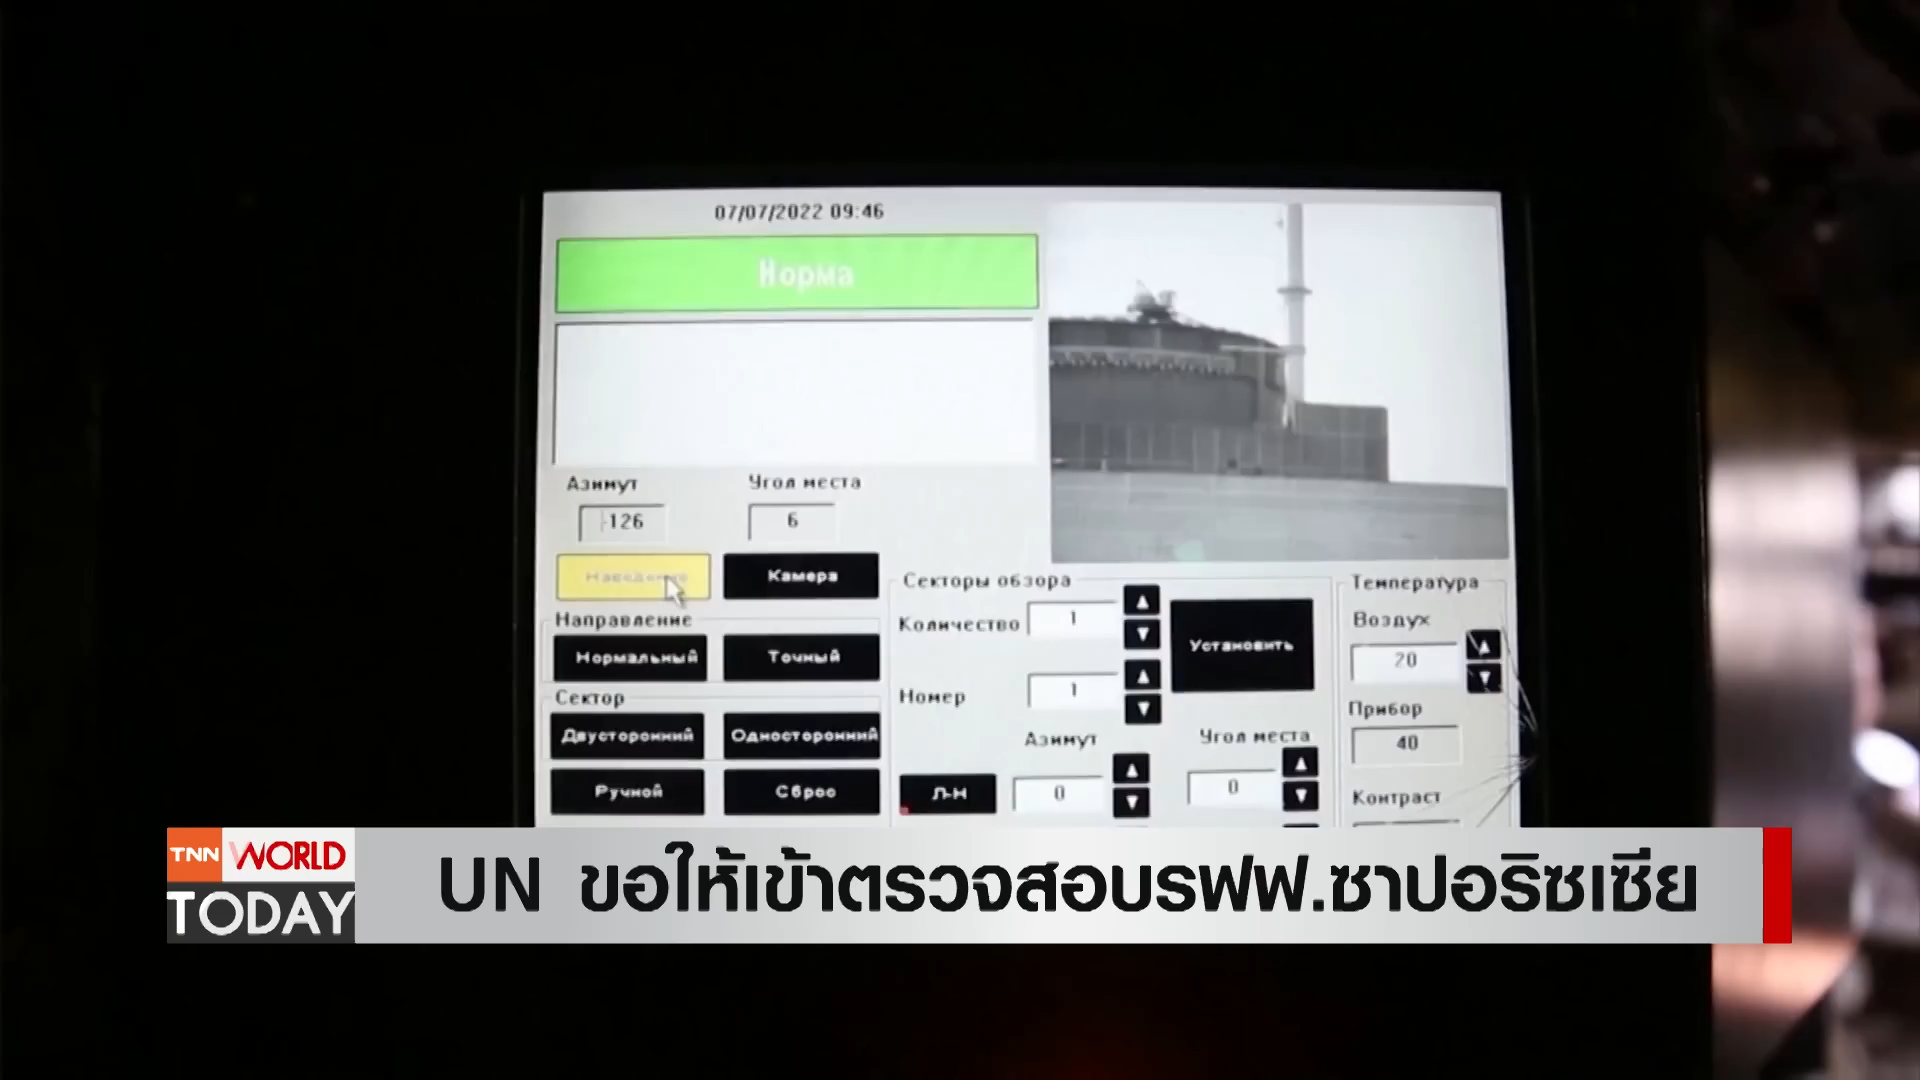 07/07/2022 09:46
Норма
Азимут
Угол места
-126
6
Наведение
Камера
Направление
Нормальный
Точный
Сектор
Двусторонний
Односторонний
Ручной
Сброс
Секторы обзора
Количество
1
Установить
Номер
1
Азимут
Угол места
Л-Н
0
0
Температура
Воздух
20
Прибор
40
Контраст
TNN WORLD
TODAY
UN ขอให้เข้าตรวจสอบรฟฟ.ซาปอริซเซีย